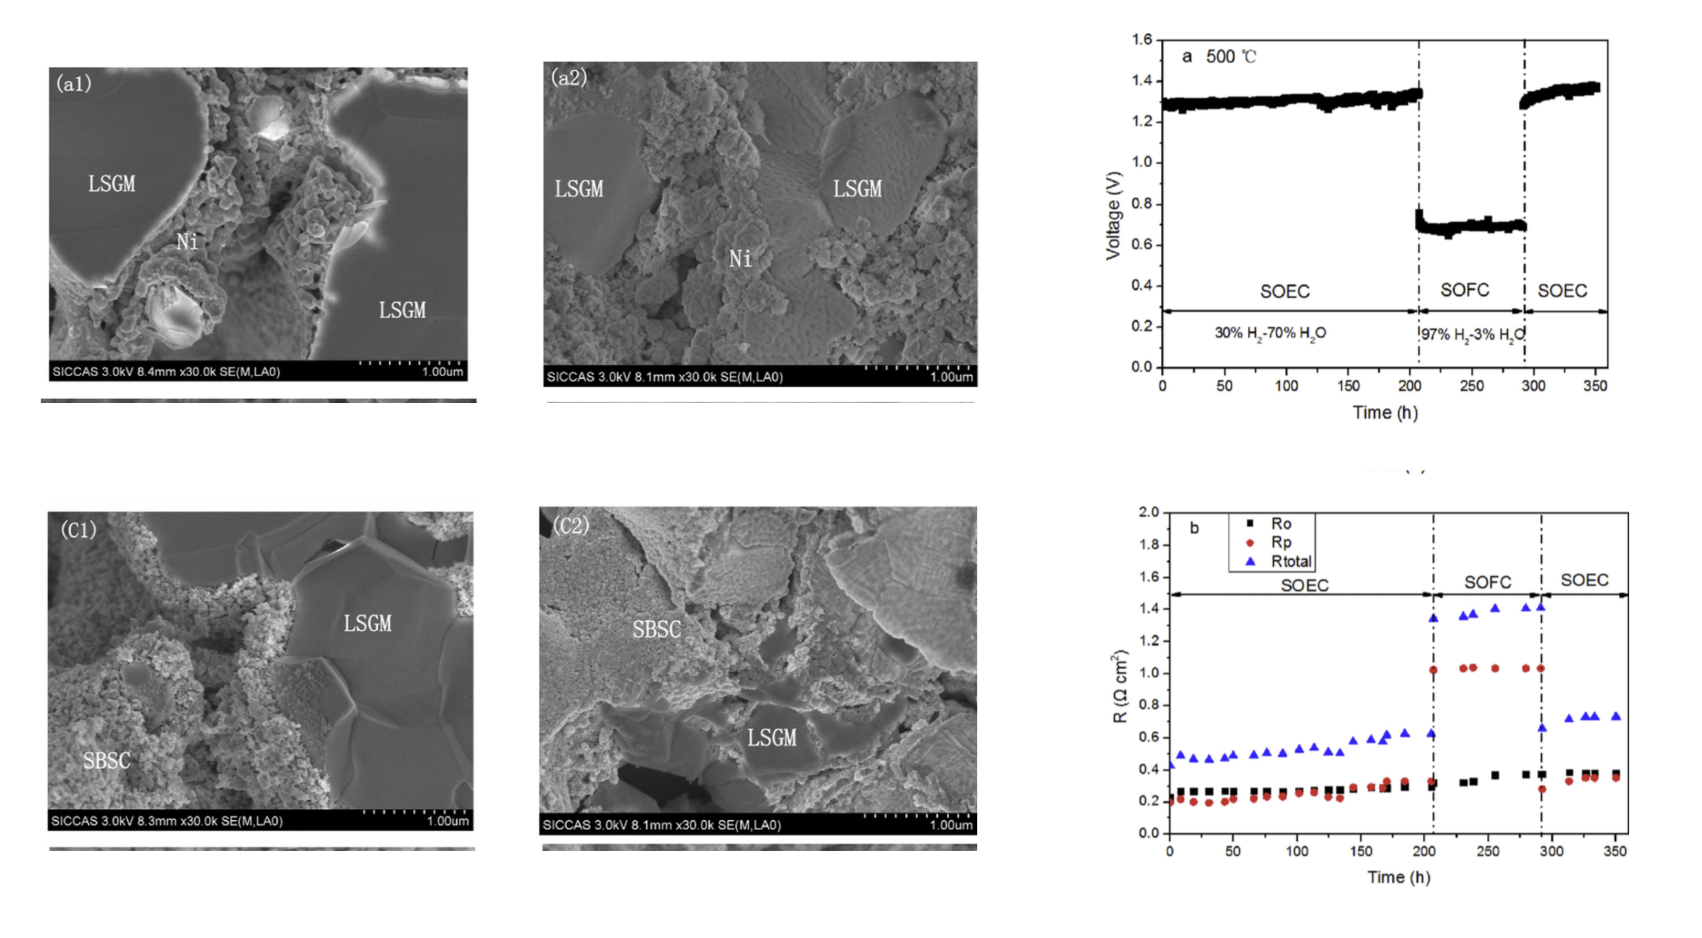 (a1)
LSGM
Ni
LSGM
SICCAS 3.0kV 8.4mm x30.0k SE(M,LA0)
1.00um
(a2)
LSGM
LSGM
Ni
SICCAS 3.0kV 8.1mm x30.0k SE(M,LA0)
1.00um
a 500 ℃
1.6
1.4
1.2
1.0
0.8
0.6
0.4
0.2
0.0
Voltage (V)
SOEC
SOFC
SOEC
30% H2-70% H2O
97% H2-3% H2O
0 50 100 150 200 250 300 350
Time (h)
(C1)
LSGM
SBSC
SICCAS 3.0kV 8.3mm x30.0k SE(M,LA0)
1.00um
(C2)
SBSC
LSGM
SICCAS 3.0kV 8.1mm x30.0k SE(M,LA0)
1.00um
b
Ro
Rp
Rtotal
2.0
1.8
1.6
1.4
1.2
1.0
0.8
0.6
0.4
0.2
0.0
R (Ω cm²)
SOEC
SOFC
SOEC
0 50 100 150 200 250 300 350
Time (h)